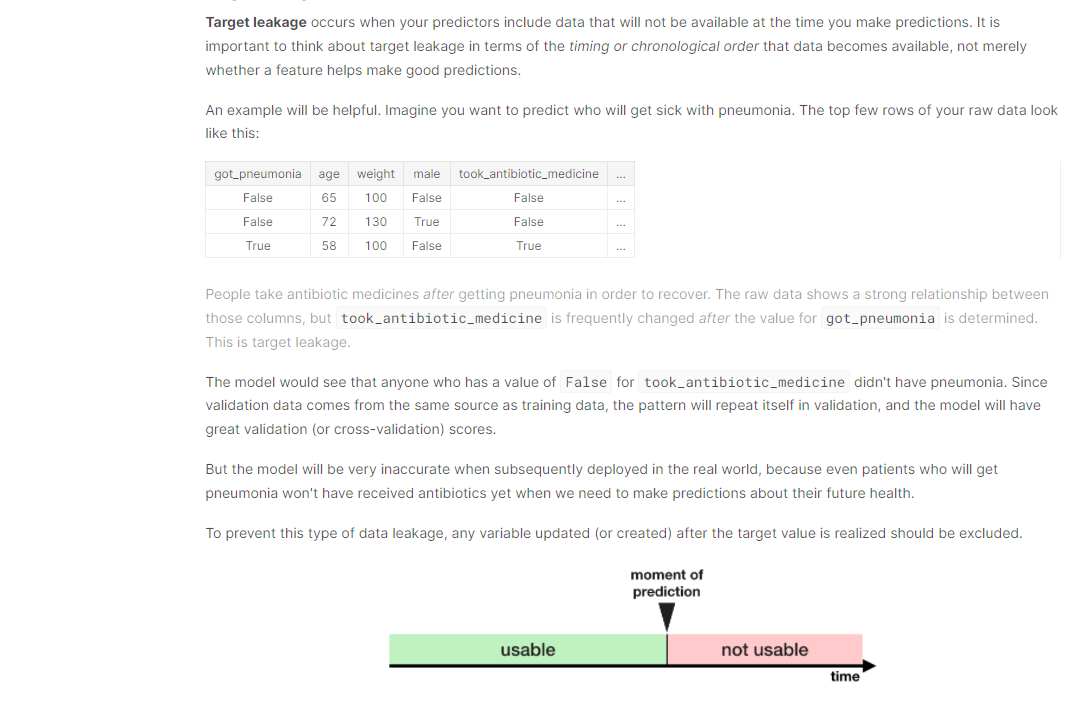 Target leakage occurs when your predictors include data that will not be available at the time you make predictions. It is
important to think about target leakage in terms of the timing or chronological order that data becomes available, not merely
whether a feature helps make good predictions.
An example will be helpful. Imagine you want to predict who will get sick with pneumonia. The top few rows of your raw data look
like this:
got_pneumonia age weight male took_antibiotic_medicine ...
False 65 100 False False ...
False 72 130 True False ...
True 58 100 False True ...
People take antibiotic medicines after getting pneumonia in order to recover. The raw data shows a strong relationship between
those columns, but took_antibiotic_medicine is frequently changed after the value for got_pneumonia is determined.
This is target leakage.
The model would see that anyone who has a value of False for took_antibiotic_medicine didn't have pneumonia. Since
validation data comes from the same source as training data, the pattern will repeat itself in validation, and the model will have
great validation (or cross-validation) scores.
But the model will be very inaccurate when subsequently deployed in the real world, because even patients who will get
pneumonia won't have received antibiotics yet when we need to make predictions about their future health.
To prevent this type of data leakage, any variable updated (or created) after the target value is realized should be excluded.
moment of
prediction
usable not usable
time